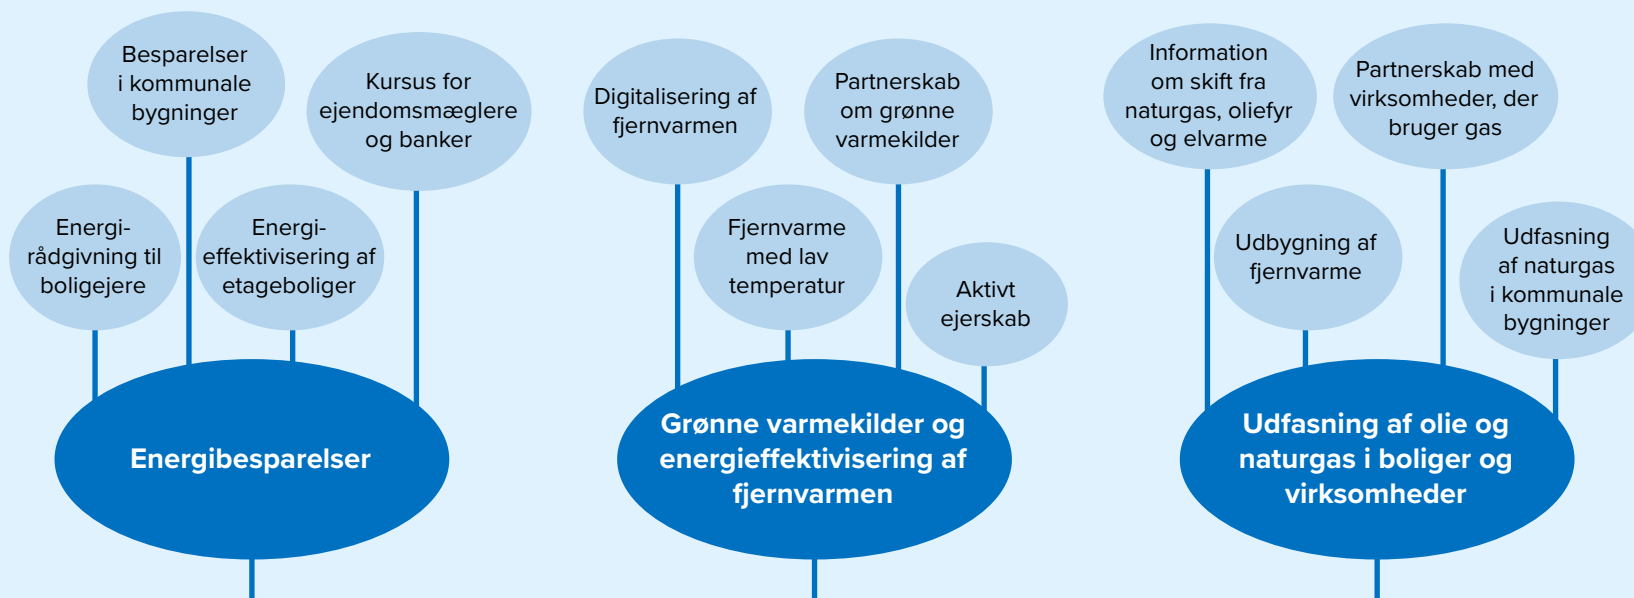 Besparelser
i kommunale
bygninger
Kursus for
ejendomsmæglere
og banker
Energi-
rådgivning til
boligejere
Energi-
effektivisering af
etageboliger
Energibesparelser
Digitalisering af
fjernvarmen
Partnerskab
om grønne
varmekilder
Fjernvarme
med lav
temperatur
Aktivt
ejerskab
Grønne varmekilder og
energieffektivisering af
fjernvarmen
Information
om skift fra
naturgas, oliefyr
og elvarme
Partnerskab med
virksomheder, der
bruger gas
Udbygning af
fjernvarme
Udfasning
af naturgas
i kommunale
bygninger
Udfasning af olie og
naturgas i boliger og
virksomheder